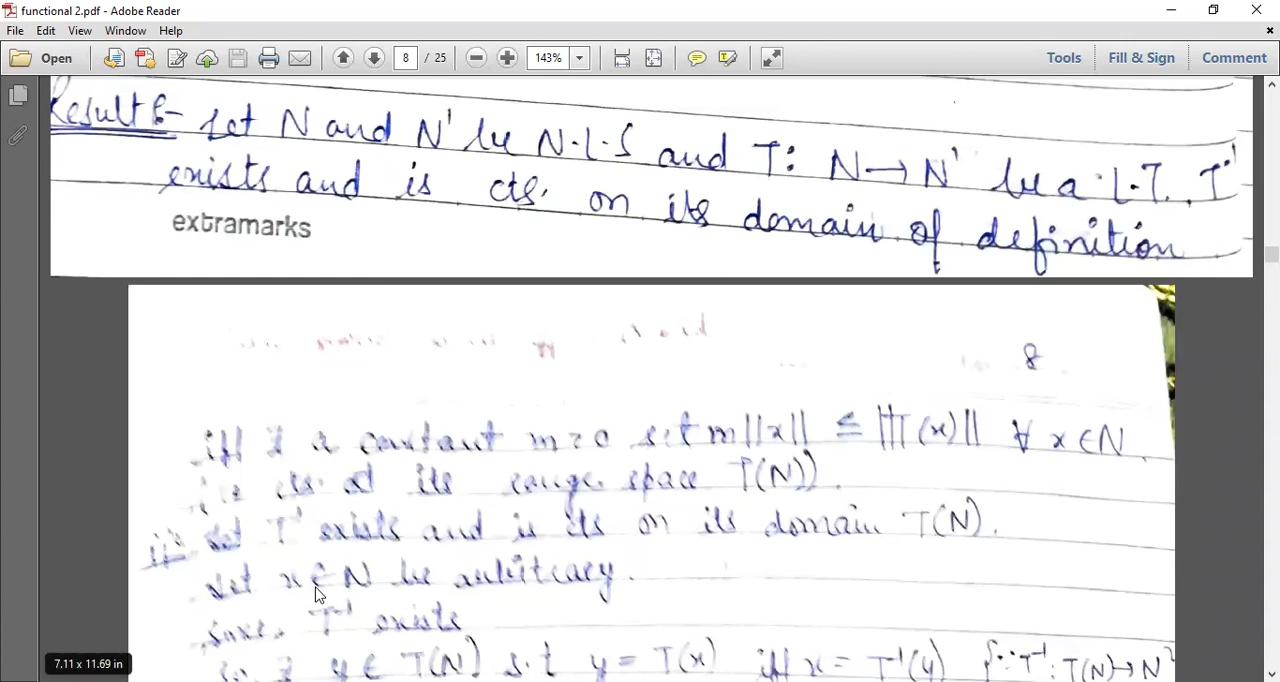 functional 2.pdf - Adobe Reader
File Edit View Window Help
Open 8 / 25 143% Tools Fill & Sign Comment
Result :- Let N and N' be N.L.S and T: N → N' be a L.T. T⁻¹
exists and is cts. on its domain of definition
extramarks
8
iff ∃ a constant m>0 s.t m||x|| ≤ ||T(x)|| ∀ x∈N.
its range space T(N)).
Let T⁻¹ exists and is cts on its domain T(N).
Let x∈N be arbitrary.
since T⁻¹ exists
so ∃ y∈ T(N) s.t y = T(x) iff x = T⁻¹(y) {∵ T⁻¹: T(N)→N
7.11 x 11.69 in